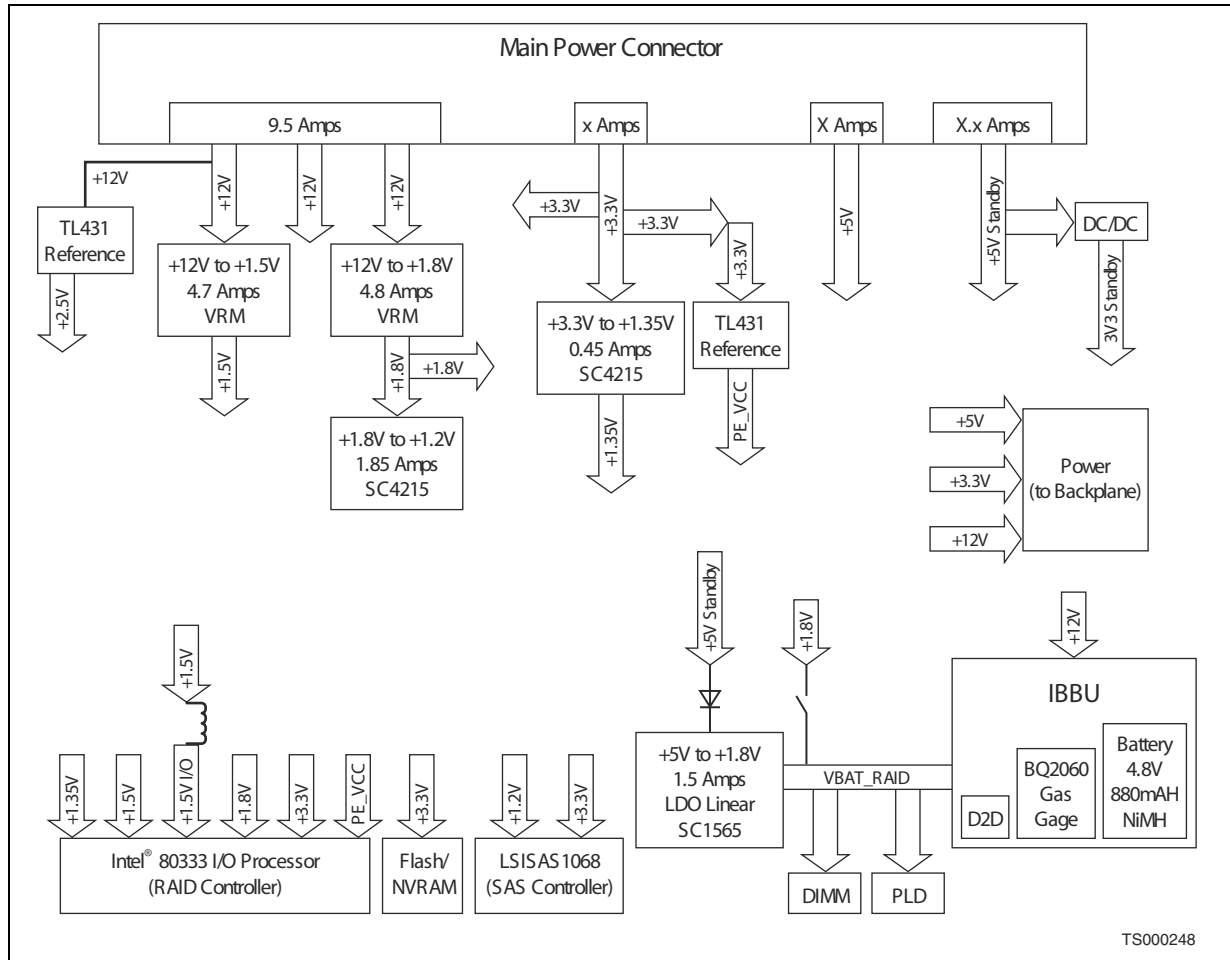 Main Power Connector
9.5 Amps
x Amps
X Amps
X.x Amps
+12V
+12V
+12V
+12V
+3.3V
+3.3V
+3.3V
+3.3V
+5V
+5V Standby
DC/DC
3V3 Standby
TL431
Reference
+2.5V
+12V to +1.5V
4.7 Amps
VRM
+1.5V
+12V to +1.8V
4.8 Amps
VRM
+1.8V
+1.8V
+1.8V to +1.2V
1.85 Amps
SC4215
+3.3V to +1.35V
0.45 Amps
SC4215
+1.35V
TL431
Reference
PE_VCC
+5V
+3.3V
+12V
Power
(to Backplane)
+1.5V
+1.35V
+1.5V
+1.5V I/O
+1.8V
+3.3V
PE_VCC
+3.3V
+1.2V
+3.3V
Intel® 80333 I/O Processor
(RAID Controller)
Flash/
NVRAM
LSISAS1068
(SAS Controller)
+5V Standby
+1.8V
+5V to +1.8V
1.5 Amps
LDO Linear
SC1565
VBAT_RAID
DIMM
PLD
+12V
IBBU
D2D
BQ2060
Gas
Gage
Battery
4.8V
880mAH
NiMH
TS000248